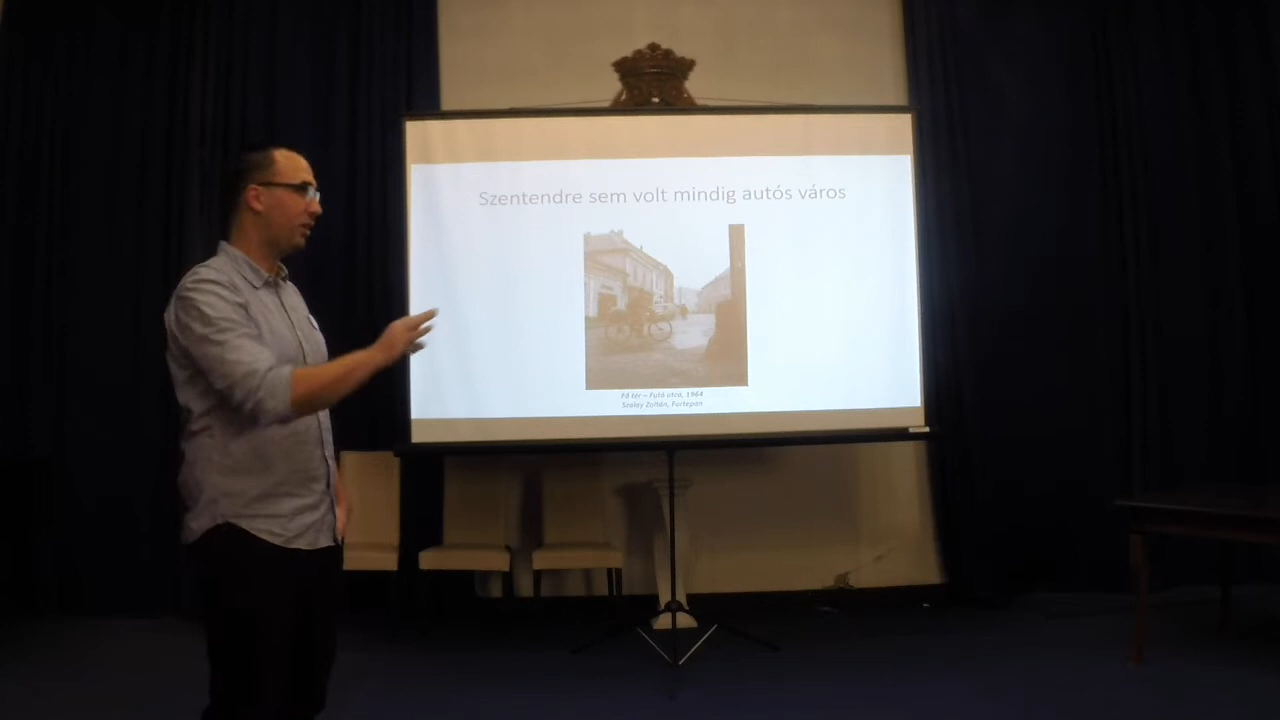 Szentendre sem volt mindig autós város
Fő tér – Futó utca, 1964
Szalay Zoltán, Fortepan